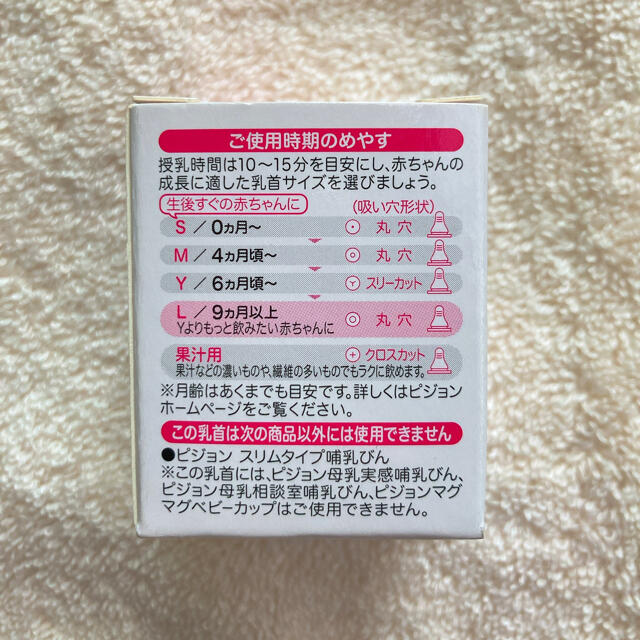 ご使用時期のめやす
授乳時間は10〜15分を目安にし、赤ちゃんの
成長に適した乳首サイズを選びましょう。
生後すぐの赤ちゃんに (吸い穴形状)
S / 0ヵ月〜 丸穴
M / 4ヵ月頃〜 丸穴
Y / 6ヵ月頃〜 スリーカット
L / 9ヵ月以上 丸穴
Yよりもっと飲みたい赤ちゃんに
果汁用 クロスカット
果汁などの濃いものや、繊維の多いものでもラクに飲めます。
※月齢はあくまでも目安です。詳しくはピジョン
ホームページをご覧ください。
この乳首は次の商品以外には使用できません
●ピジョン スリムタイプ哺乳びん
※この乳首には、ピジョン母乳実感哺乳びん、
ピジョン母乳相談室哺乳びん、ピジョンマグ
マグベビーカップはご使用できません。